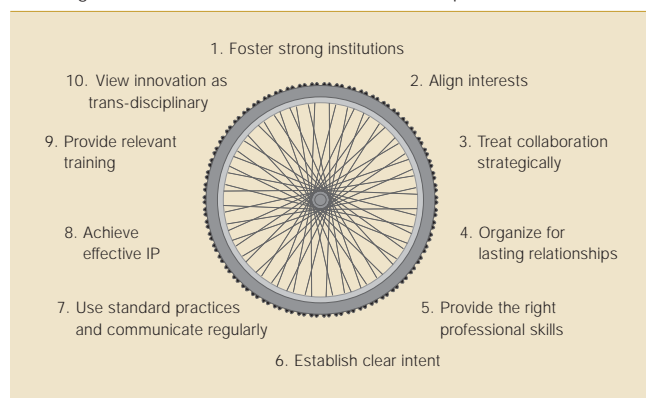 1. Foster strong institutions
2. Align interests
3. Treat collaboration
strategically
4. Organize for
lasting relationships
5. Provide the right
professional skills
6. Establish clear intent
7. Use standard practices
and communicate regularly
8. Achieve
effective IP
9. Provide relevant
training
10. View innovation as
trans-disciplinary